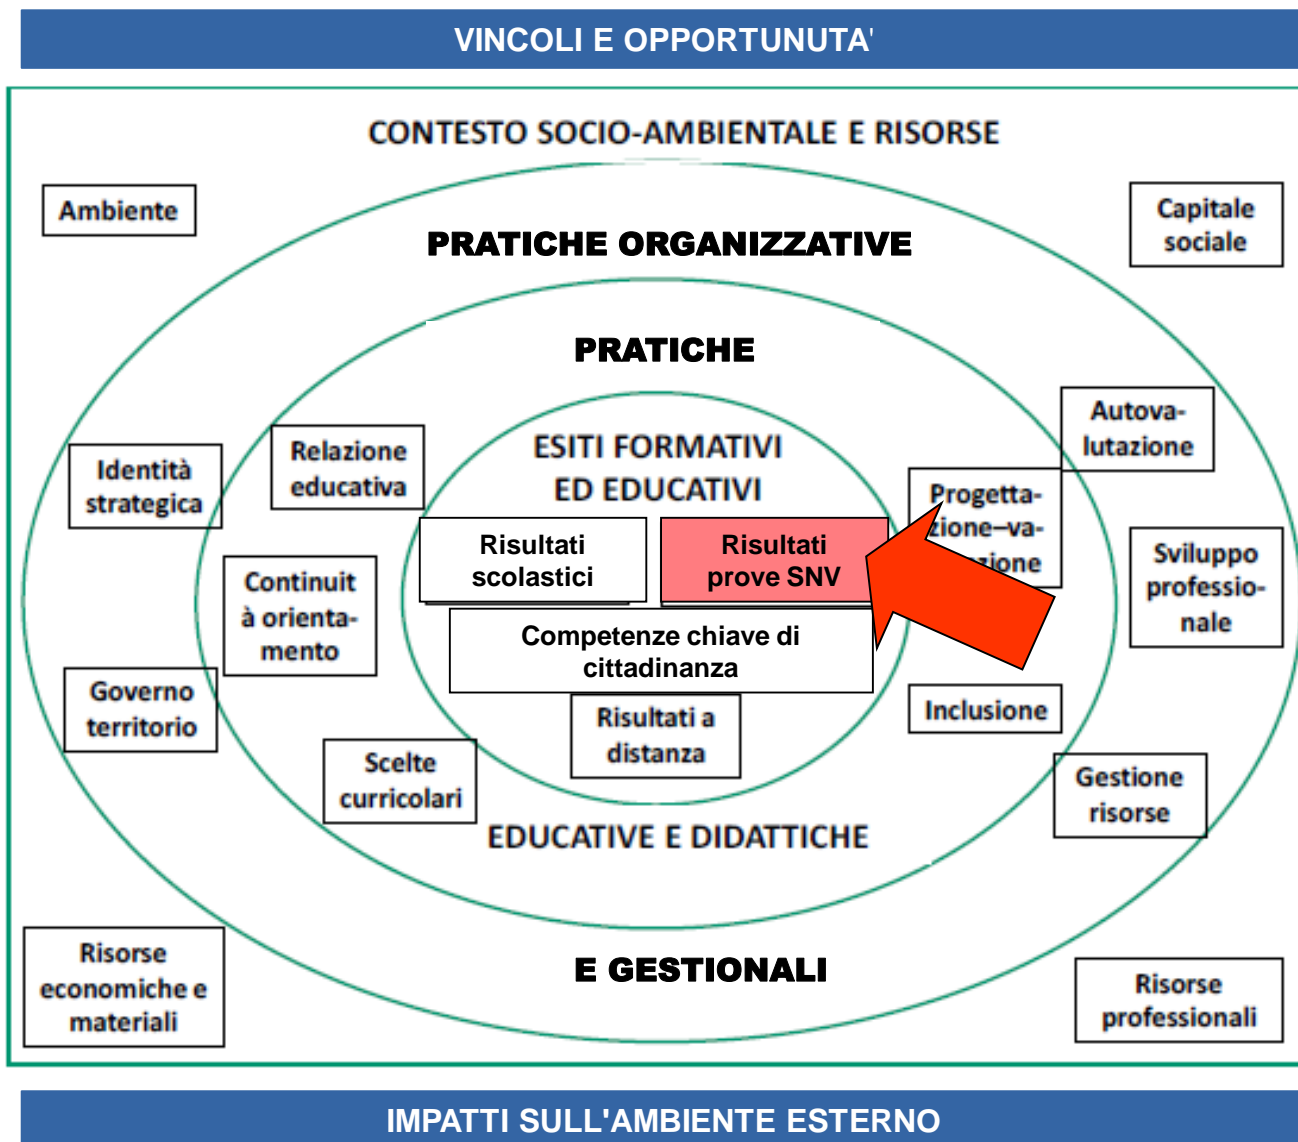 VINCOLI E OPPORTUNUTA'
CONTESTO SOCIO-AMBIENTALE E RISORSE
Ambiente
Capitale
sociale
PRATICHE ORGANIZZATIVE
PRATICHE
Autova-
lutazione
Identità
strategica
Relazione
educativa
ESITI FORMATIVI
ED EDUCATIVI
Progetta-
zione–va-
zione
Risultati
scolastici
Risultati
prove SNV
Sviluppo
professio-
nale
Continuit
à orienta-
mento
Competenze chiave di
cittadinanza
Governo
territorio
Risultati a
distanza
Inclusione
Scelte
curricolari
Gestione
risorse
EDUCATIVE E DIDATTICHE
Risorse
economiche e
materiali
E GESTIONALI
Risorse
professionali
IMPATTI SULL'AMBIENTE ESTERNO